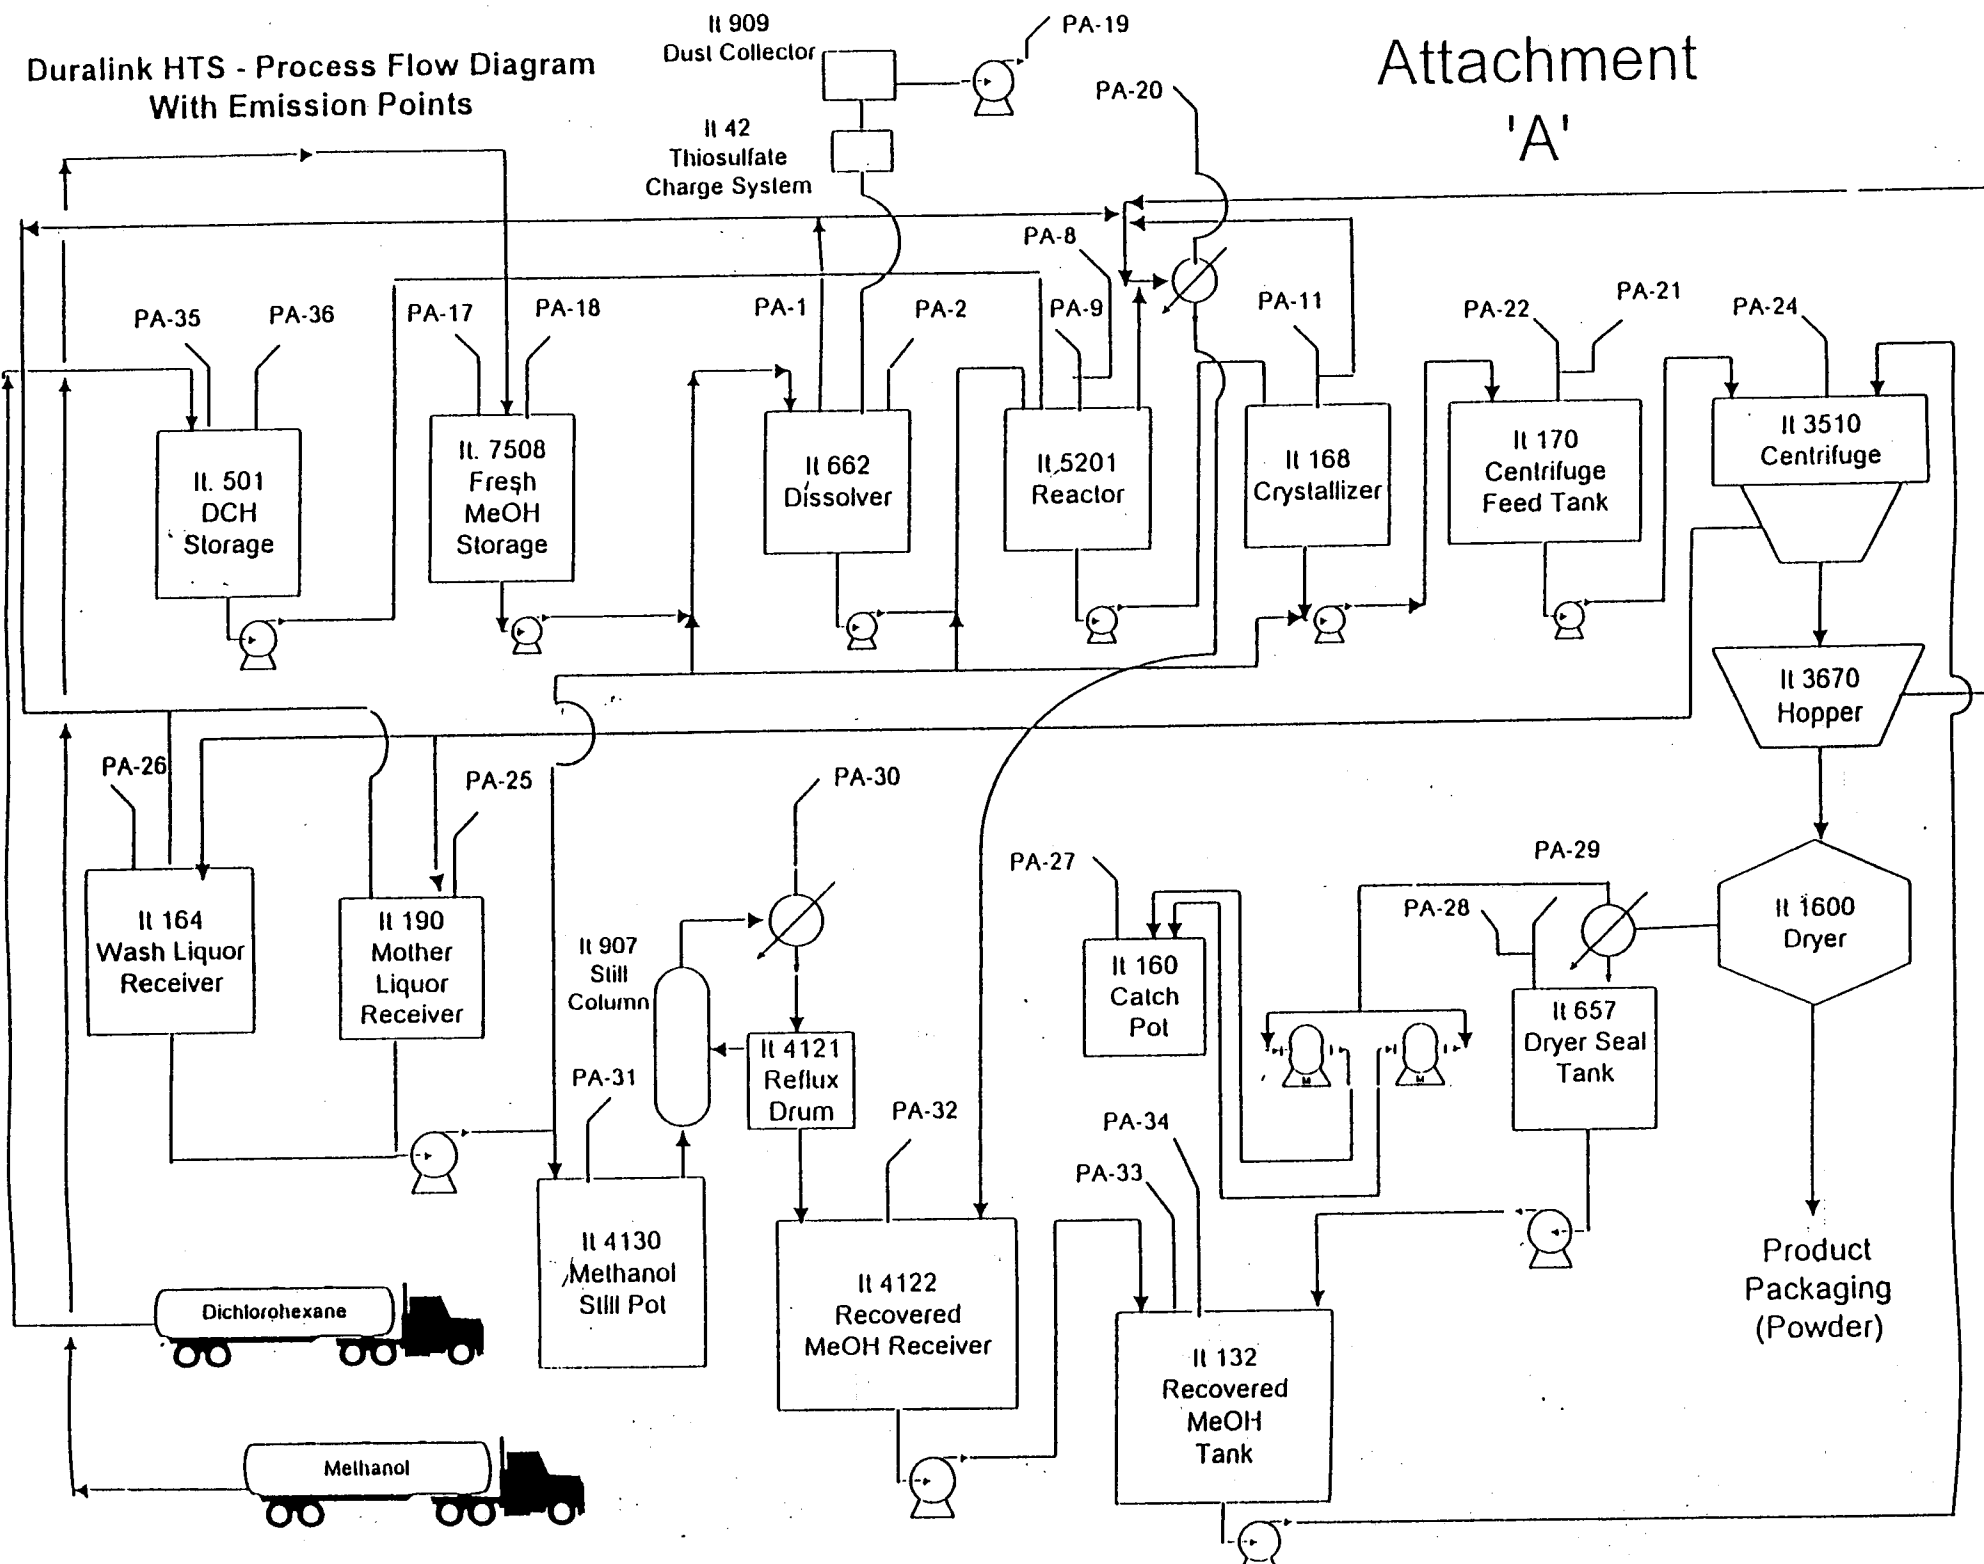 Duralink HTS - Process Flow Diagram
With Emission Points
Attachment
'A'
It 909
Dust Collector
PA-19
PA-20
It 42
Thiosulfate
Charge System
PA-8
PA-35
PA-36
PA-17
PA-18
PA-1
PA-2
PA-9
PA-11
PA-22
PA-21
PA-24
It. 501
DCH
Storage
It. 7508
Fresh
MeOH
Storage
It 662
Dissolver
It 5201
Reactor
It 168
Crystallizer
It 170
Centrifuge
Feed Tank
It 3510
Centrifuge
It 3670
Hopper
PA-26
PA-25
PA-30
PA-27
PA-28
PA-29
It 164
Wash Liquor
Receiver
It 190
Mother
Liquor
Receiver
It 907
Still
Column
It 4121
Reflux
Drum
It 160
Catch
Pot
M
M
It 657
Dryer Seal
Tank
It 1600
Dryer
PA-31
PA-32
PA-34
PA-33
It 4130
Methanol
Still Pot
It 4122
Recovered
MeOH Receiver
It 132
Recovered
MeOH
Tank
Product
Packaging
(Powder)
Dichlorohexane
Methanol